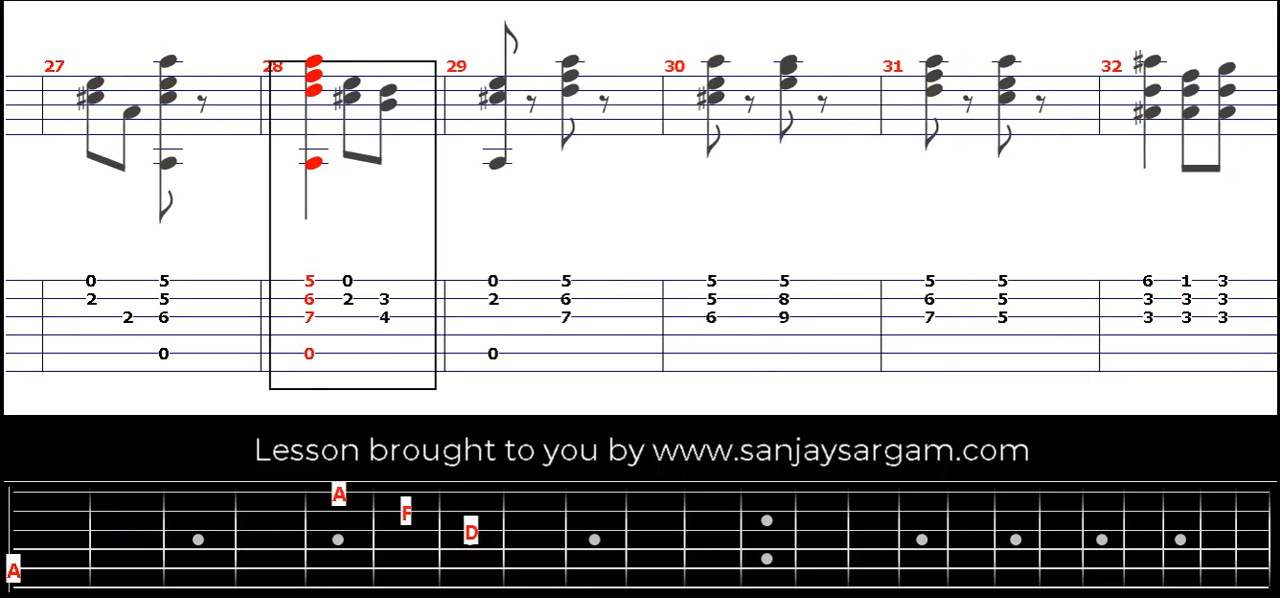 27 28 29 30 31 32
0 5 5 0 0 5 5 5 5 5 6 1 3
2 5 6 2 3 2 6 5 8 6 5 3 3 3
2 6 7 4 7 6 9 7 5 3 3 3
0 0 0
Lesson brought to you by www.sanjaysargam.com
A
F
D
A